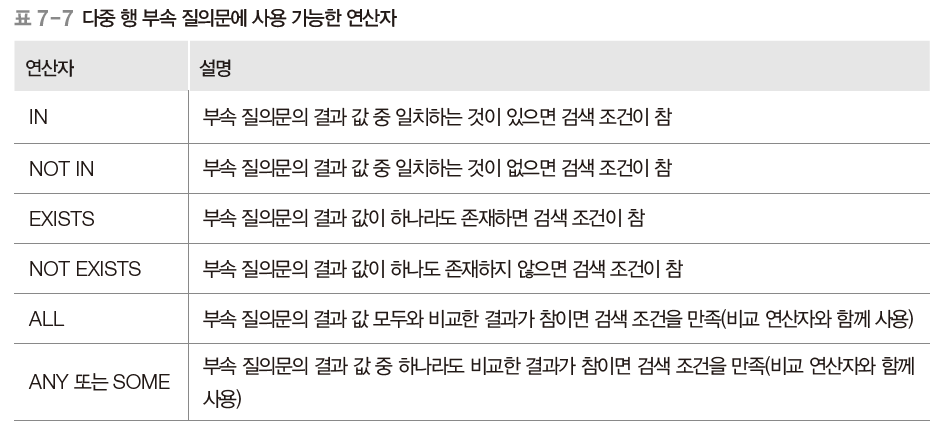 표 7-7 다중 행 부속 질의문에 사용 가능한 연산자
연산자 설명
IN 부속 질의문의 결과 값 중 일치하는 것이 있으면 검색 조건이 참
NOT IN 부속 질의문의 결과 값 중 일치하는 것이 없으면 검색 조건이 참
EXISTS 부속 질의문의 결과 값이 하나라도 존재하면 검색 조건이 참
NOT EXISTS 부속 질의문의 결과 값이 하나도 존재하지 않으면 검색 조건이 참
ALL 부속 질의문의 결과 값 모두와 비교한 결과가 참이면 검색 조건을 만족(비교 연산자와 함께 사용)
ANY 또는 SOME 부속 질의문의 결과 값 중 하나라도 비교한 결과가 참이면 검색 조건을 만족(비교 연산자와 함께
사용)